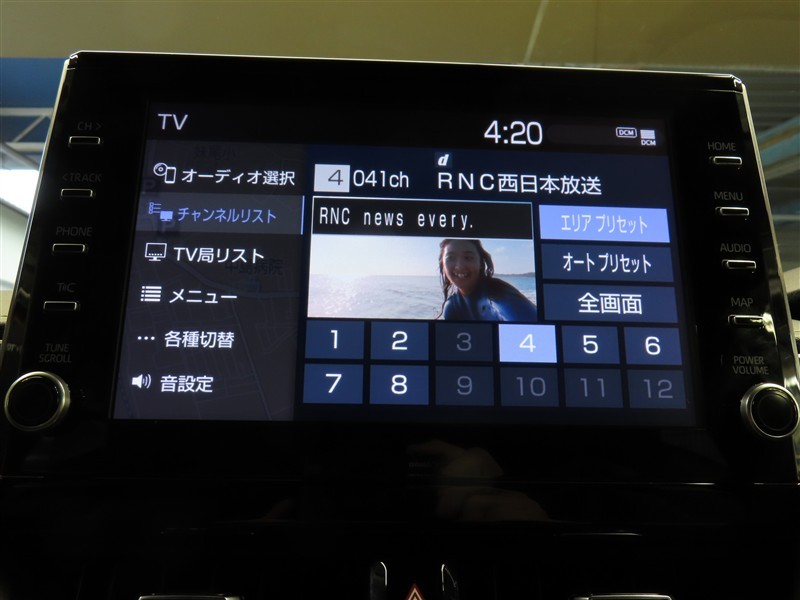 TV
4:20
DCM
DCM
オーディオ選択
チャンネルリスト
TV局リスト
メニュー
各種切替
音設定
4 041ch
d
RNC西日本放送
RNC news every.
エリア プリセット
オート プリセット
全画面
1 2 3 4 5 6
7 8 9 10 11 12
CH >
< TRACK
PHONE
T∧C
TUNE
SCROLL
HOME
MENU
AUDIO
MAP
POWER
VOLUME